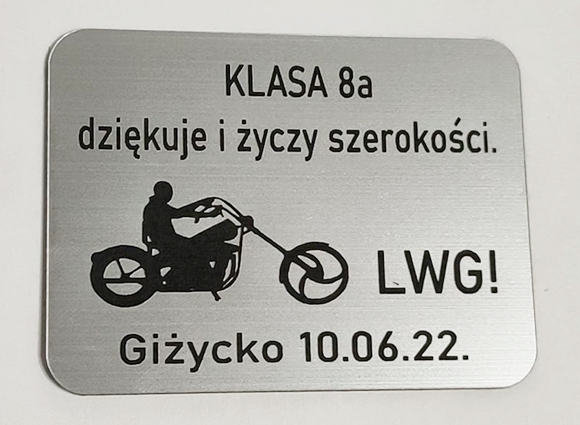 KLASA 8a
dziękuje i życzy szerokości.
LWG!
Giżycko 10.06.22.